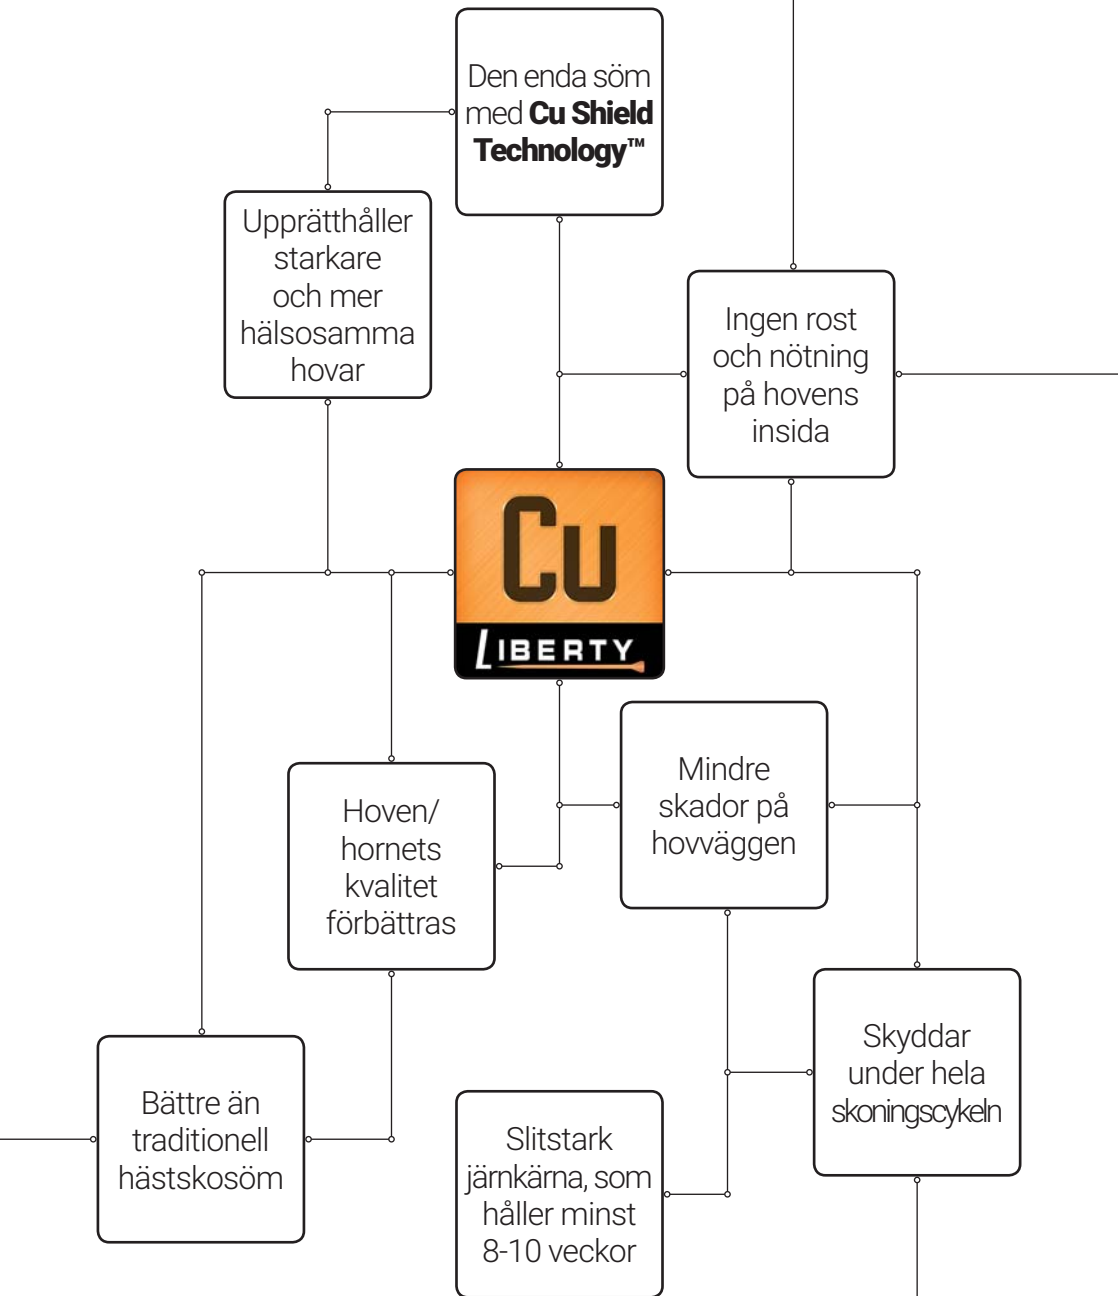 Den enda söm
med Cu Shield
Technology™
Upprätthåller
starkare
och mer
hälsosamma
hovar
Ingen rost
och nötning
på hovens
insida
Cu
LIBERTY
Mindre
skador på
hovväggen
Hoven/
hornets
kvalitet
förbättras
Skyddar
under hela
skoningscykeln
Bättre än
traditionell
hästskosöm
Slitstark
järnkärna, som
håller minst
8-10 veckor